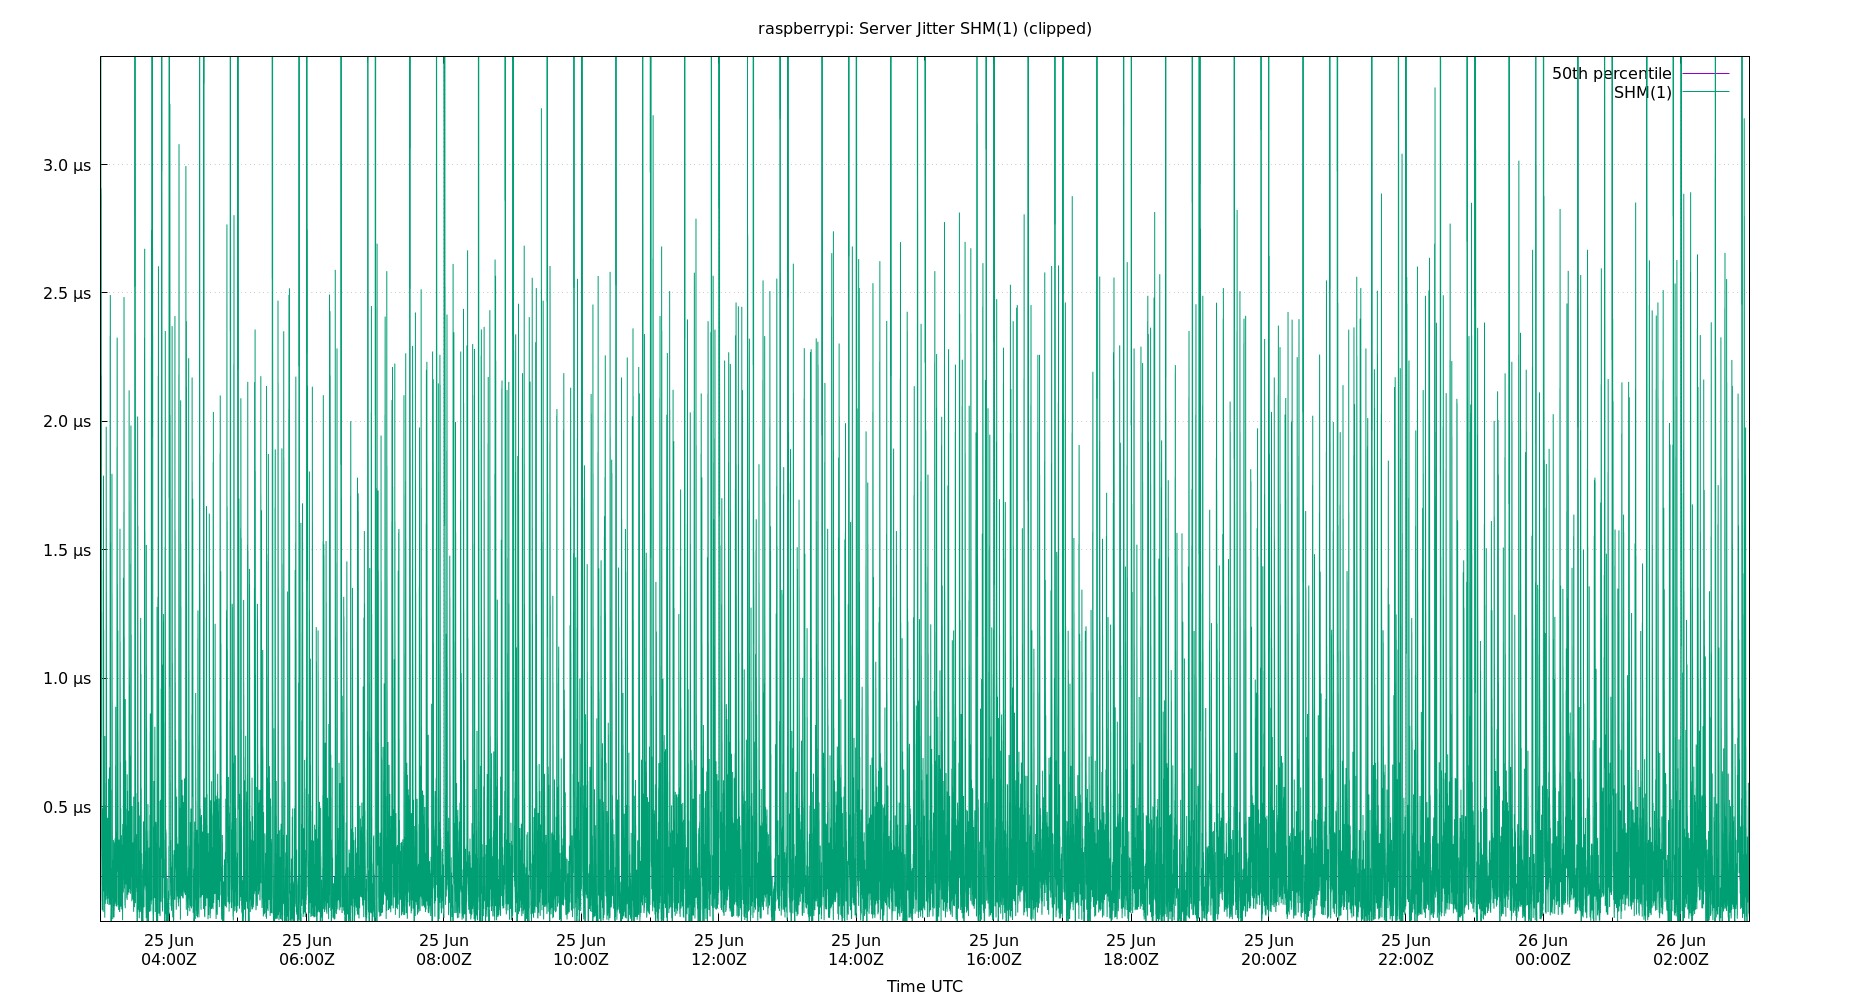 raspberrypi: Server Jitter SHM(1) (clipped)
50th percentile
SHM(1)
3.0 µs
2.5 µs
2.0 µs
1.5 µs
1.0 µs
0.5 µs
25 Jun 25 Jun 25 Jun 25 Jun 25 Jun 25 Jun 25 Jun 25 Jun 25 Jun 25 Jun 26 Jun 26 Jun
04:00Z 06:00Z 08:00Z 10:00Z 12:00Z 14:00Z 16:00Z 18:00Z 20:00Z 22:00Z 00:00Z 02:00Z
Time UTC